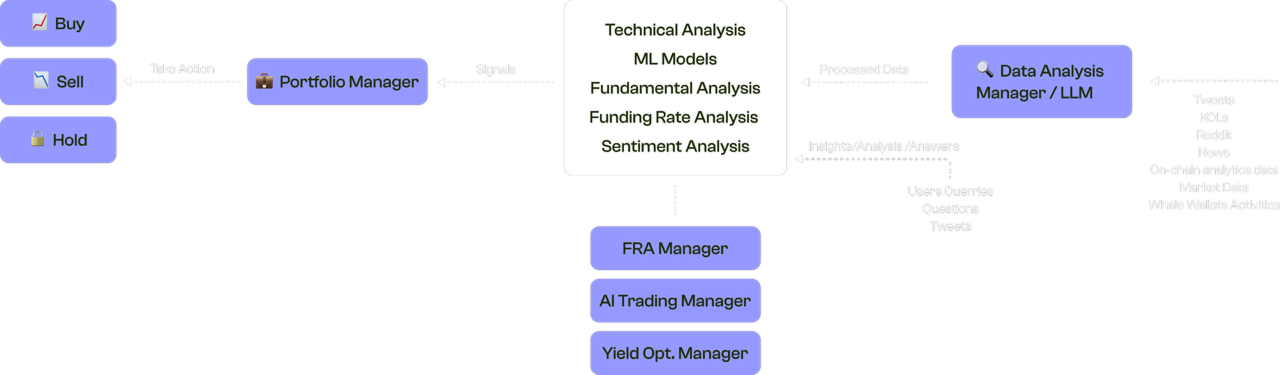 Buy
Sell
Hold
Take Action
Portfolio Manager
Signals
Technical Analysis
ML Models
Fundamental Analysis
Funding Rate Analysis
Sentiment Analysis
Processed Data
Insights/Analysis /Answers
Users Querries
Questions
Tweets
Data Analysis
Manager / LLM
Tweets
KOLs
Reddit
News
On-chain analytics data
Market Data
Whale Wallets Activities
FRA Manager
AI Trading Manager
Yield Opt. Manager